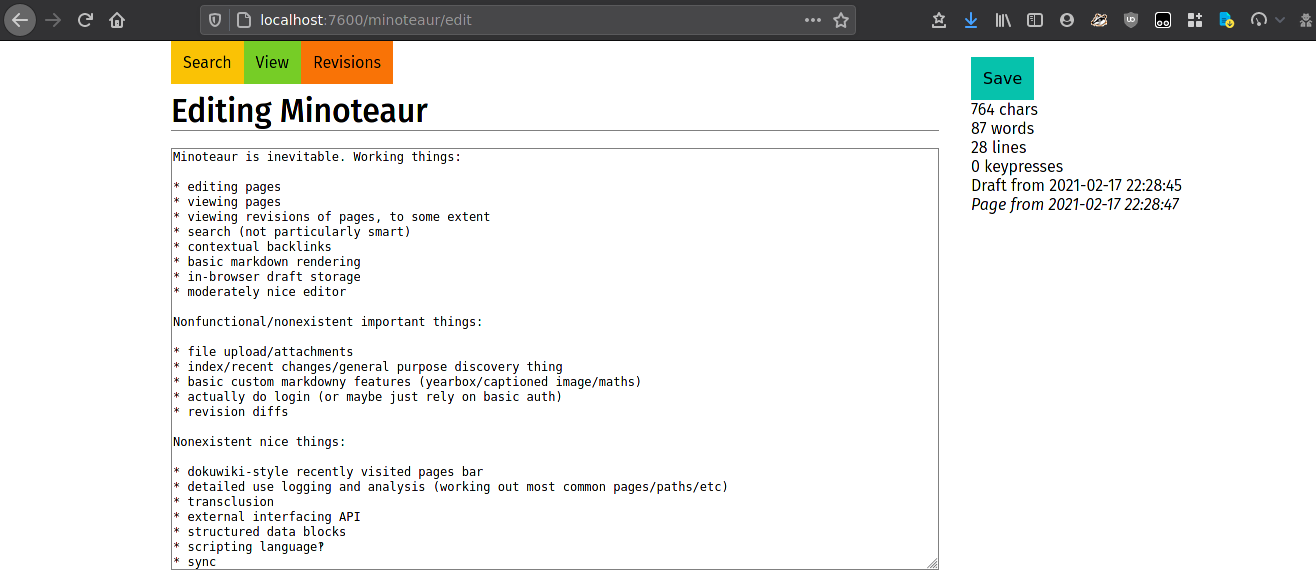 localhost:7600/minoteaur/edit
Search View Revisions
Editing Minoteaur
Save
764 chars
87 words
28 lines
0 keypresses
Draft from 2021-02-17 22:28:45
Page from 2021-02-17 22:28:47
Minoteaur is inevitable. Working things:
* editing pages
* viewing pages
* viewing revisions of pages, to some extent
* search (not particularly smart)
* contextual backlinks
* basic markdown rendering
* in-browser draft storage
* moderately nice editor
Nonfunctional/nonexistent important things:
* file upload/attachments
* index/recent changes/general purpose discovery thing
* basic custom markdowny features (yearbox/captioned image/maths)
* actually do login (or maybe just rely on basic auth)
* revision diffs
Nonexistent nice things:
* dokuwiki-style recently visited pages bar
* detailed use logging and analysis (working out most common pages/paths/etc)
* transclusion
* external interfacing API
* structured data blocks
* scripting language‽
* sync